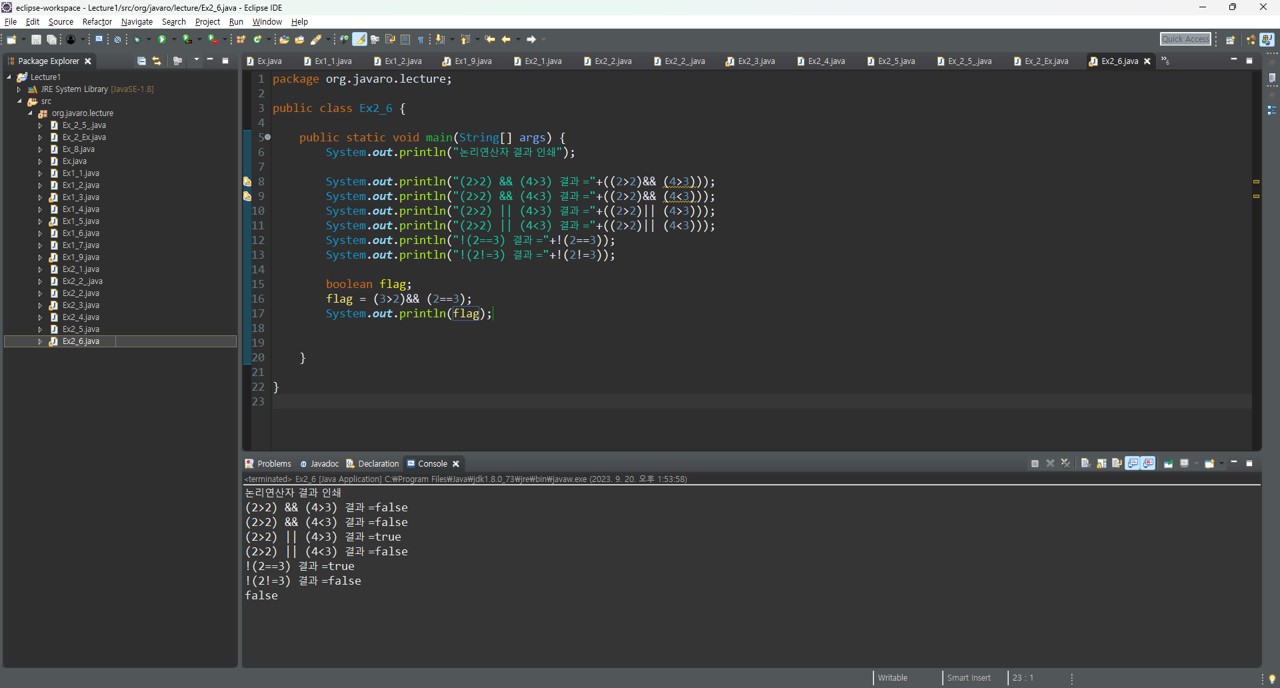 eclipse-workspace - Lecture1/src/org/javaro/lecture/Ex2_6.java - Eclipse IDE
File Edit Source Refactor Navigate Search Project Run Window Help
Quick Access
Package Explorer
Lecture1
JRE System Library [JavaSE-1.8]
src
org.javaro.lecture
Ex_2_5_.java
Ex_2_Ex.java
Ex_8.java
Ex.java
Ex1_1.java
Ex1_2.java
Ex1_3.java
Ex1_4.java
Ex1_5.java
Ex1_6.java
Ex1_7.java
Ex1_9.java
Ex2_1.java
Ex2_2_.java
Ex2_2.java
Ex2_3.java
Ex2_4.java
Ex2_5.java
Ex2_6.java
Ex.java Ex1_1.java Ex1_2.java Ex1_9.java Ex2_1.java Ex2_2.java Ex2_2_.java Ex2_3.java Ex2_4.java Ex2_5.java Ex_2_5_.java Ex_2_Ex.java Ex2_6.java
1 package org.javaro.lecture;
2
3 public class Ex2_6 {
4
5 public static void main(String[] args) {
6 System.out.println("논리연산자 결과 인쇄");
7
8 System.out.println("(2>2) && (4>3) 결과 ="+((2>2)&& (4>3)));
9 System.out.println("(2>2) && (4<3) 결과 ="+((2>2)&& (4<3)));
10 System.out.println("(2>2) || (4>3) 결과 ="+((2>2)|| (4>3)));
11 System.out.println("(2>2) || (4<3) 결과 ="+((2>2)|| (4<3)));
12 System.out.println("!(2==3) 결과 ="+!(2==3));
13 System.out.println("!(2!=3) 결과 ="+!(2!=3));
14
15 boolean flag;
16 flag = (3>2)&& (2==3);
17 System.out.println(flag);
18
19
20 }
21
22 }
23
Problems Javadoc Declaration Console
<terminated> Ex2_6 [Java Application] C:₩Program Files₩Java₩jdk1.8.0_73₩jre₩bin₩javaw.exe (2023. 9. 20. 오후 1:53:58)
논리연산자 결과 인쇄
(2>2) && (4>3) 결과 =false
(2>2) && (4<3) 결과 =false
(2>2) || (4>3) 결과 =true
(2>2) || (4<3) 결과 =false
!(2==3) 결과 =true
!(2!=3) 결과 =false
false
Writable Smart Insert 23 : 1